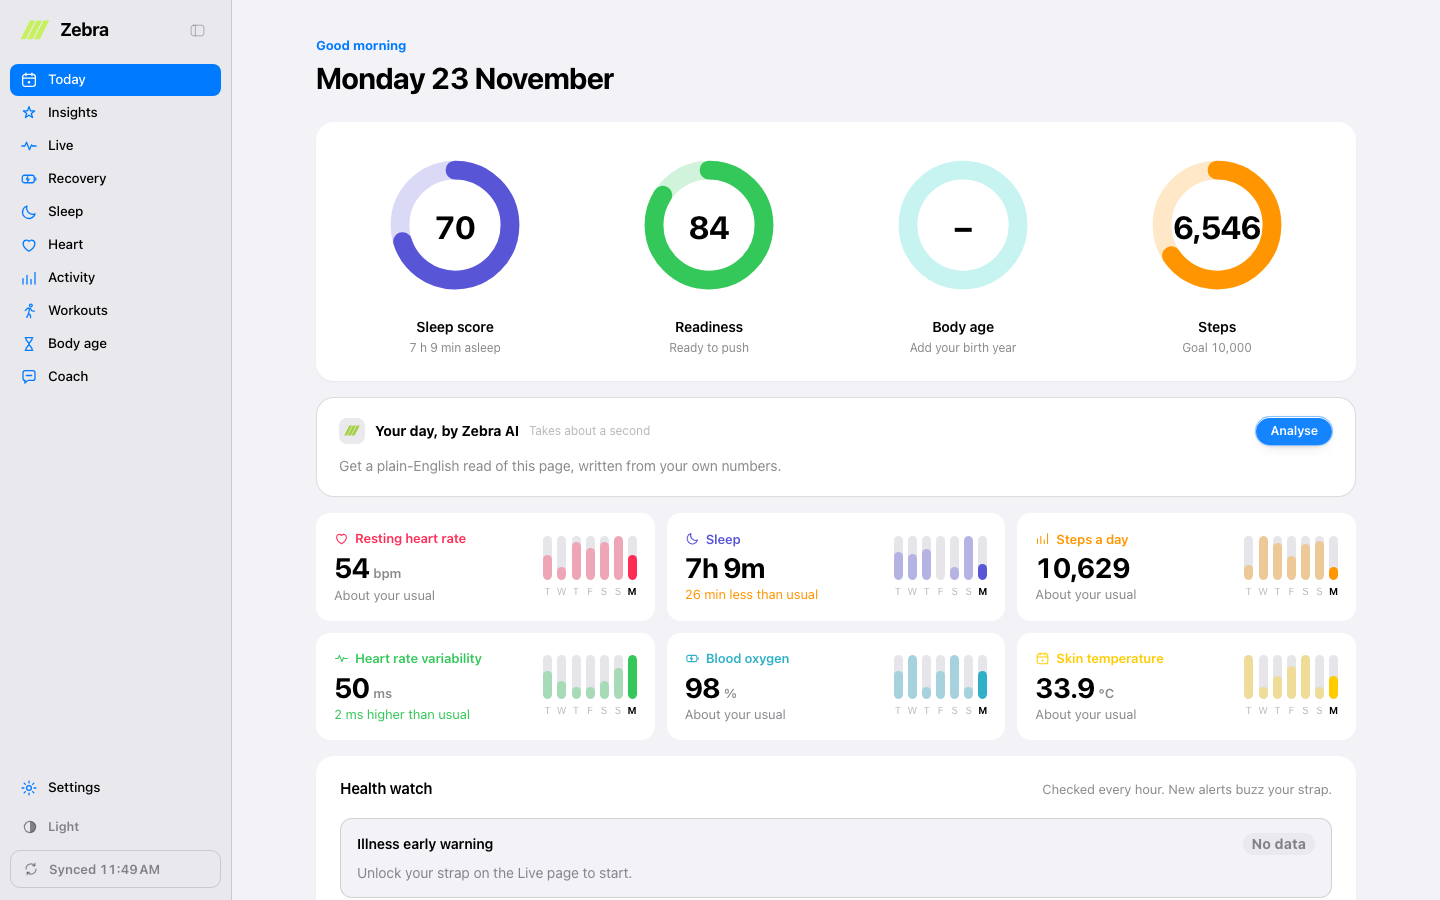 Zebra
Today
Insights
Live
Recovery
Sleep
Heart
Activity
Workouts
Body age
Coach
Settings
Light
Synced 11:49 AM
Good morning
Monday 23 November
70
Sleep score
7 h 9 min asleep
84
Readiness
Ready to push
–
Body age
Add your birth year
6,546
Steps
Goal 10,000
Your day, by Zebra AI Takes about a second
Analyse
Get a plain-English read of this page, written from your own numbers.
Resting heart rate
54 bpm
About your usual
T W T F S S M
Sleep
7h 9m
26 min less than usual
T W T F S S M
Steps a day
10,629
About your usual
T W T F S S M
Heart rate variability
50 ms
2 ms higher than usual
T W T F S S M
Blood oxygen
98 %
About your usual
T W T F S S M
Skin temperature
33.9 °C
About your usual
T W T F S S M
Health watch
Checked every hour. New alerts buzz your strap.
Illness early warning
No data
Unlock your strap on the Live page to start.